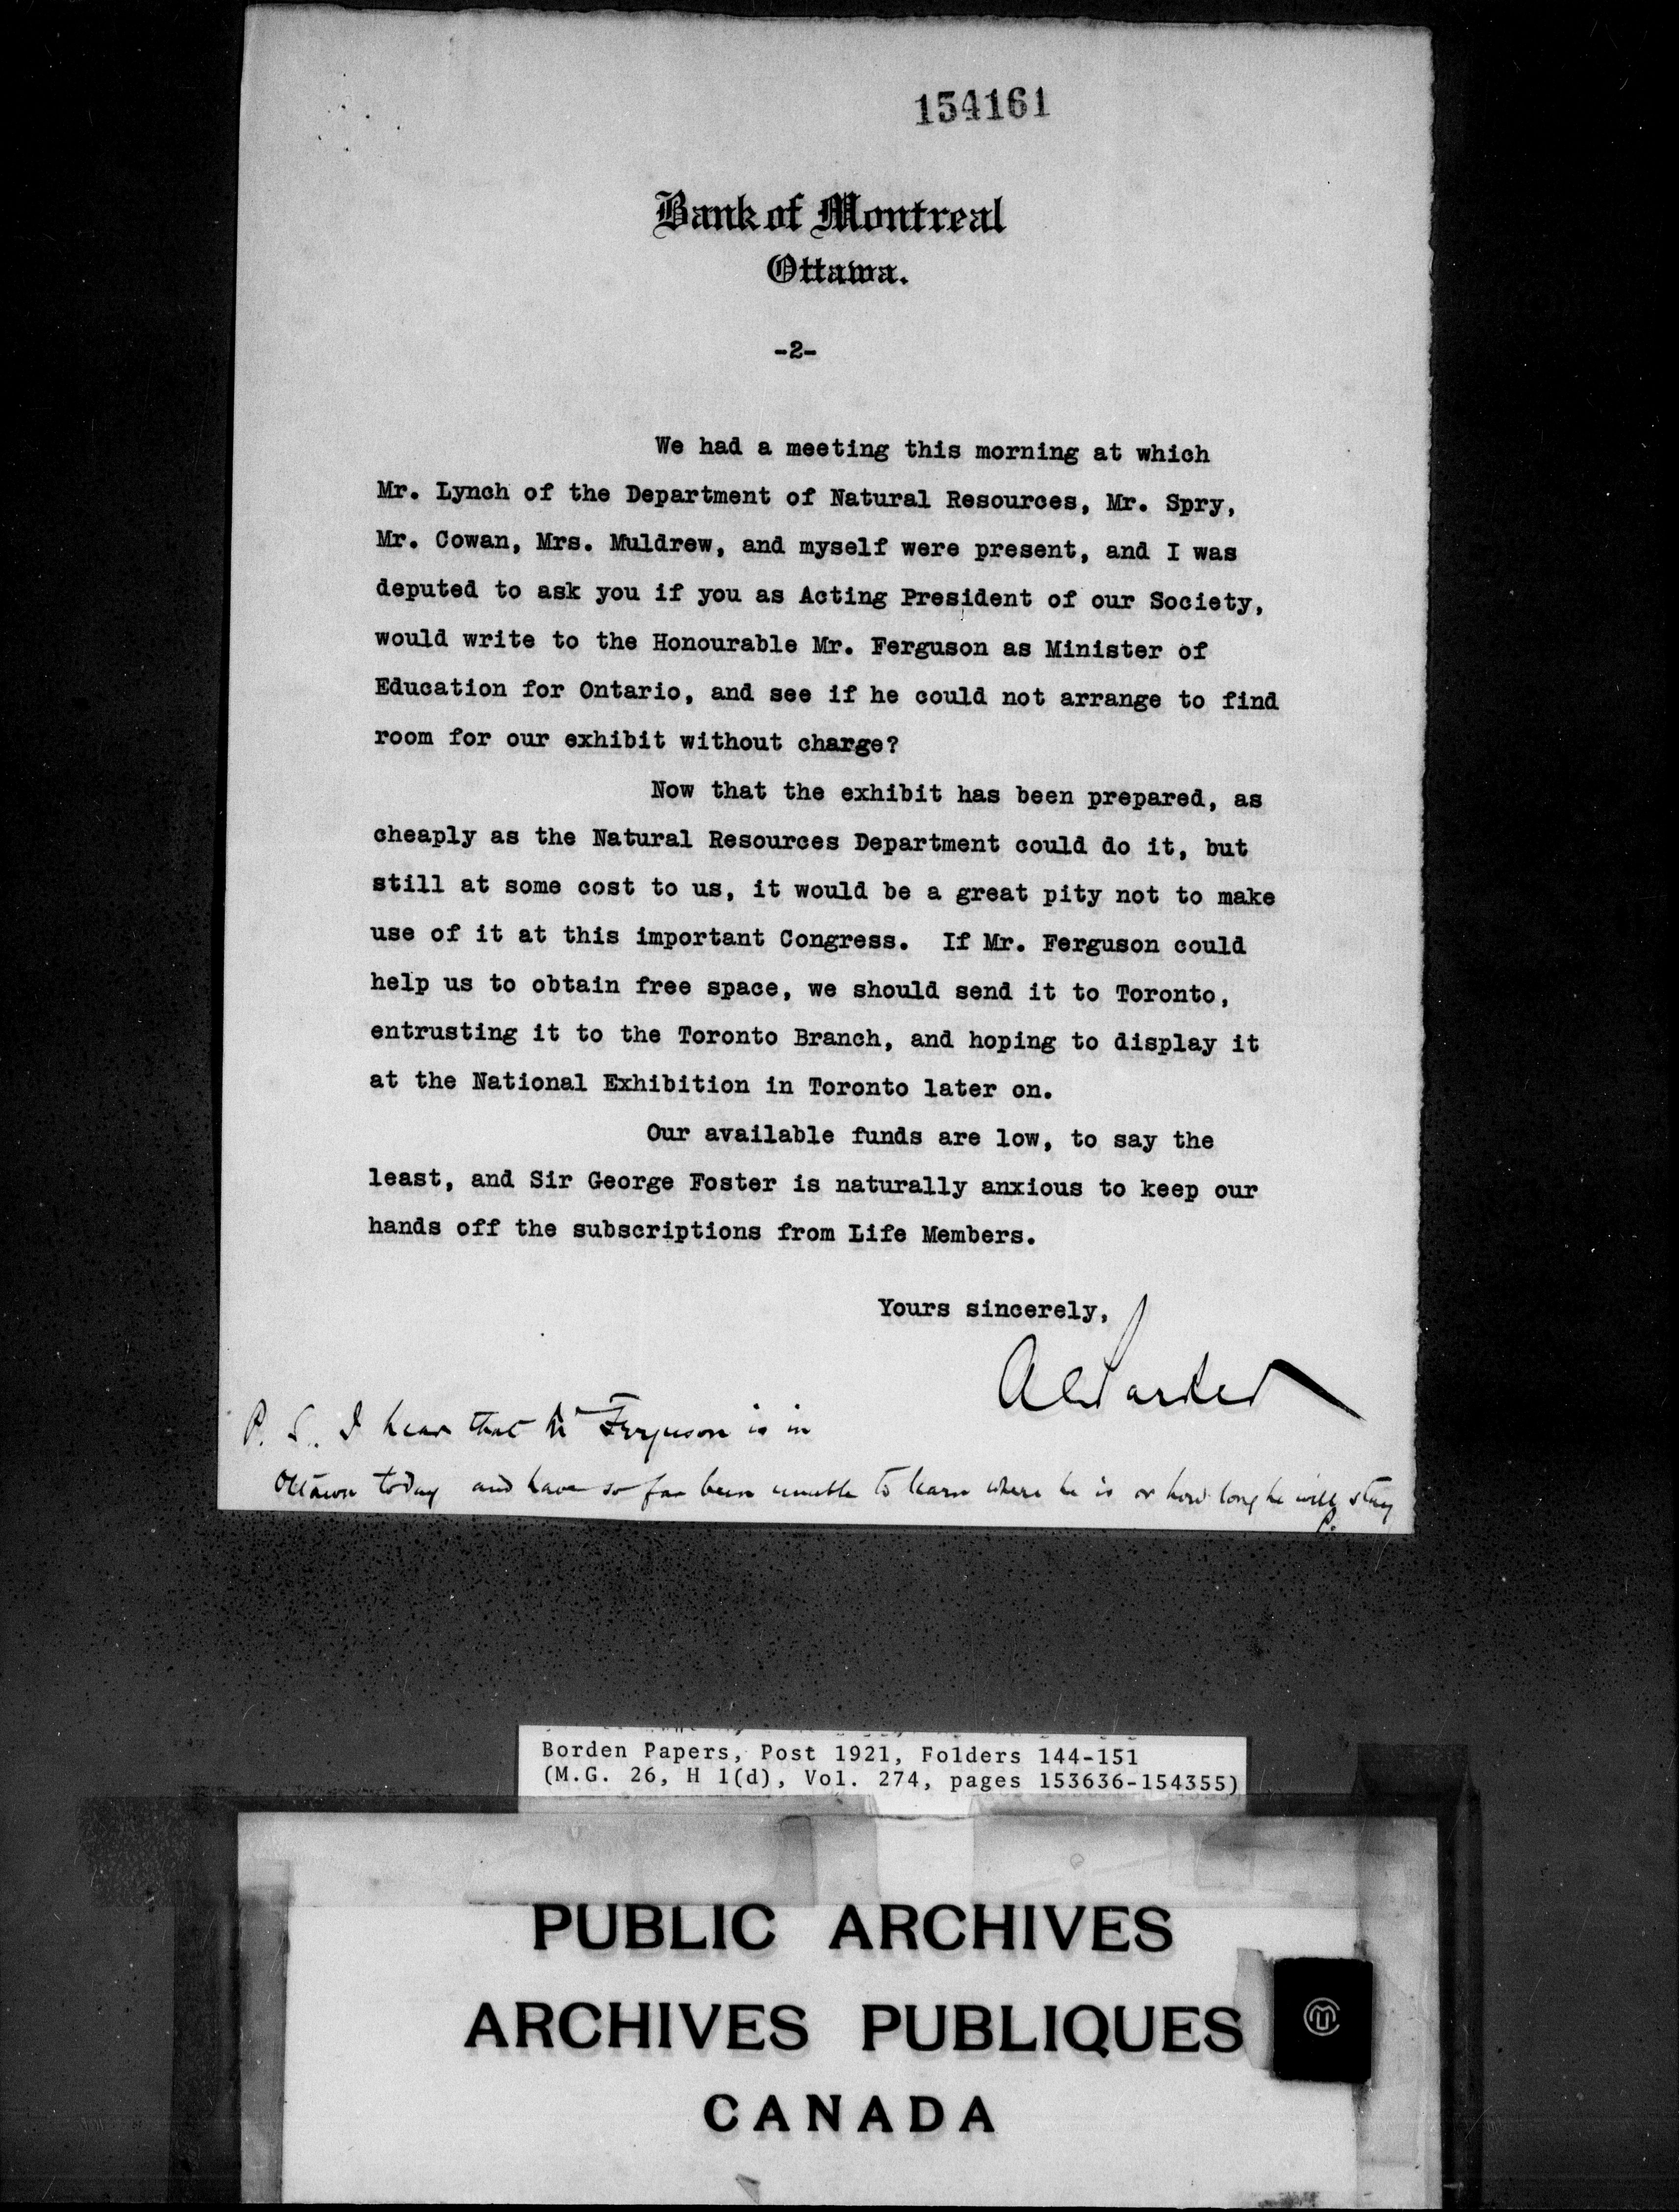 154161
Bank of Montreal
Ottawa.
-2-
We had a meeting this morning at which
Mr. Lynch of the Department of Natural Resources, Mr. Spry,
Mr. Cowan, Mrs. Muldrew, and myself were present, and I was
deputed to ask you if you as Acting President of our Society,
would write to the Honourable Mr. Ferguson as Minister of
Education for Ontario, and see if he could not arrange to find
room for our exhibit without charge?
Now that the exhibit has been prepared, as
cheaply as the Natural Resources Department could do it, but
still at some cost to us, it would be a great pity not to make
use of it at this important Congress. If Mr. Ferguson could
help us to obtain free space, we should send it to Toronto,
entrusting it to the Toronto Branch, and hoping to display it
at the National Exhibition in Toronto later on.
Our available funds are low, to say the
least, and Sir George Foster is naturally anxious to keep our
hands off the subscriptions from Life Members.
Yours sincerely,
P. S. I hear that Mr Ferguson is in
Ottawa today and have so far been unable to learn where he is or how long he will stay
P.
Borden Papers, Post 1921, Folders 144-151
(M.G. 26, H 1(d), Vol. 274, pages 153636-154355)
PUBLIC ARCHIVES
ARCHIVES PUBLIQUES
CANADA